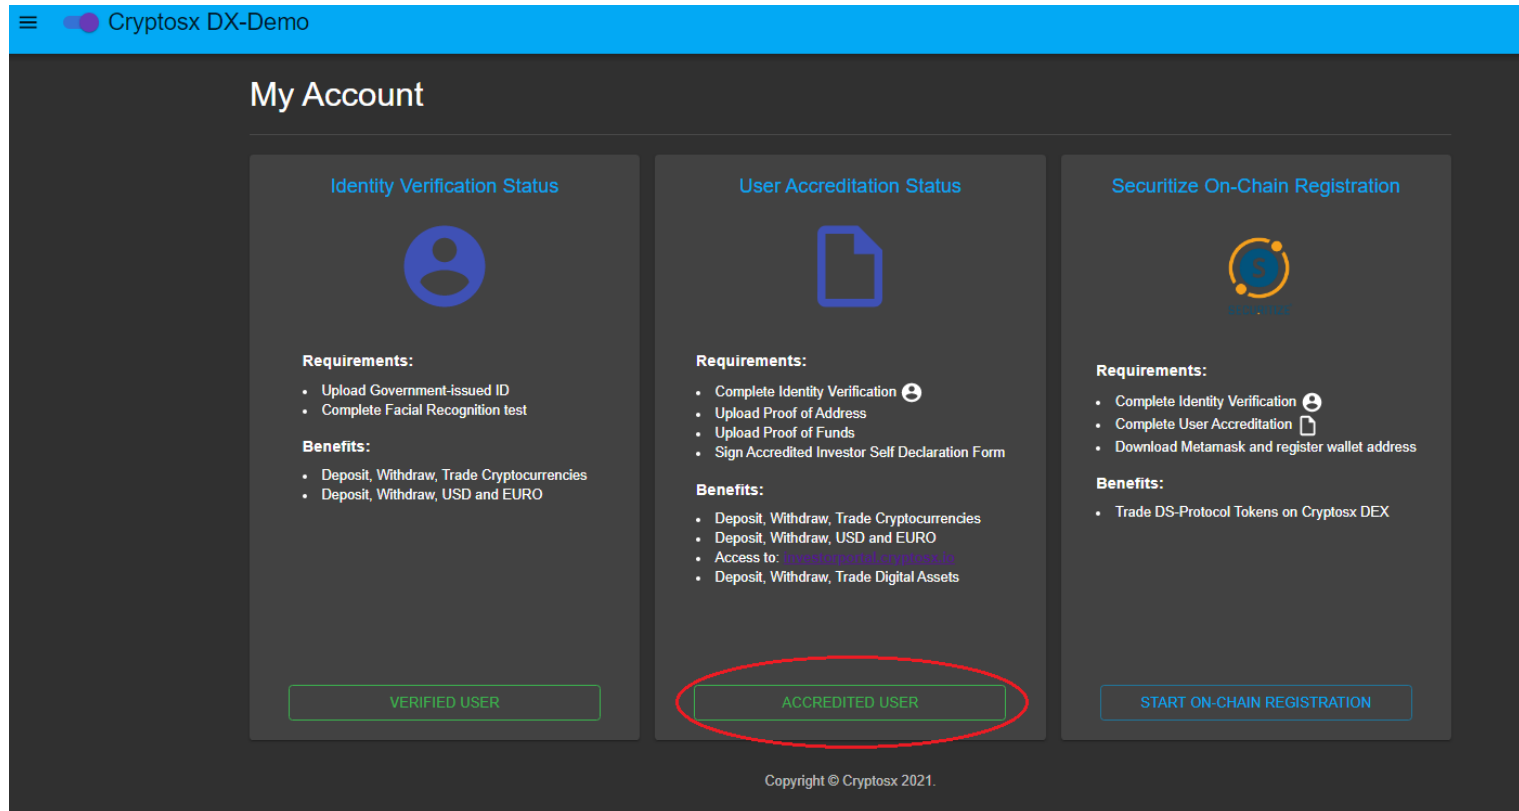 Cryptosx DX-Demo
My Account
Identity Verification Status
Requirements:
Upload Government-issued ID
Complete Facial Recognition test
Benefits:
Deposit, Withdraw, Trade Cryptocurrencies
Deposit, Withdraw, USD and EURO
VERIFIED USER
User Accreditation Status
Requirements:
Complete Identity Verification
Upload Proof of Address
Upload Proof of Funds
Sign Accredited Investor Self Declaration Form
Benefits:
Deposit, Withdraw, Trade Cryptocurrencies
Deposit, Withdraw, USD and EURO
Access to: Investorportal.cryptosx.io
Deposit, Withdraw, Trade Digital Assets
ACCREDITED USER
Securitize On-Chain Registration
S
Requirements:
Complete Identity Verification
Complete User Accreditation
Download Metamask and register wallet address
Benefits:
Trade DS-Protocol Tokens on Cryptosx DEX
START ON-CHAIN REGISTRATION
Copyright © Cryptosx 2021.